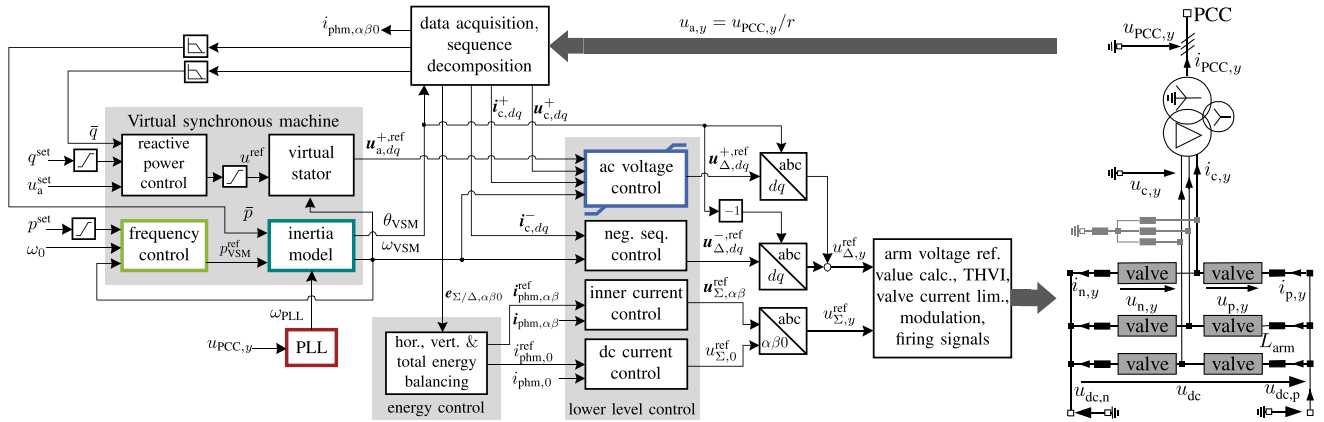 i_phm,αβ0
data acquisition,
sequence
decomposition
u_a,y = u_PCC,y/r
PCC
u_PCC,y
i_PCC,y
i⁺_c,dq
u⁺_c,dq
Virtual synchronous machine
q̄
q^set
u_a^set
reactive
power
control
u^ref
virtual
stator
u_a,dq^+,ref
ac voltage
control
u_Δ,dq^+,ref
abc
dq
i_c,y
u_c,y
p̄
p^set
ω_0
frequency
control
p_VSM^ref
inertia
model
θ_VSM
ω_VSM
i⁻_c,dq
neg. seq.
control
-1
u_Δ,dq^-,ref
abc
dq
u_Δ,y^ref
arm voltage ref.
value calc., THVI,
valve current lim.,
modulation,
firing signals
ω_PLL
u_PCC,y
PLL
e_Σ/Δ,αβ0
hor., vert. &
total energy
balancing
energy control
i_phm,αβ^ref
i_phm,αβ
inner current
control
u_Σ,αβ^ref
i_phm,0^ref
i_phm,0
dc current
control
u_Σ,0^ref
lower level control
abc
αβ0
u_Σ,y^ref
valve
valve
i_n,y
u_n,y
u_p,y
i_p,y
valve
valve
L_arm
valve
valve
u_dc,n
u_dc
u_dc,p